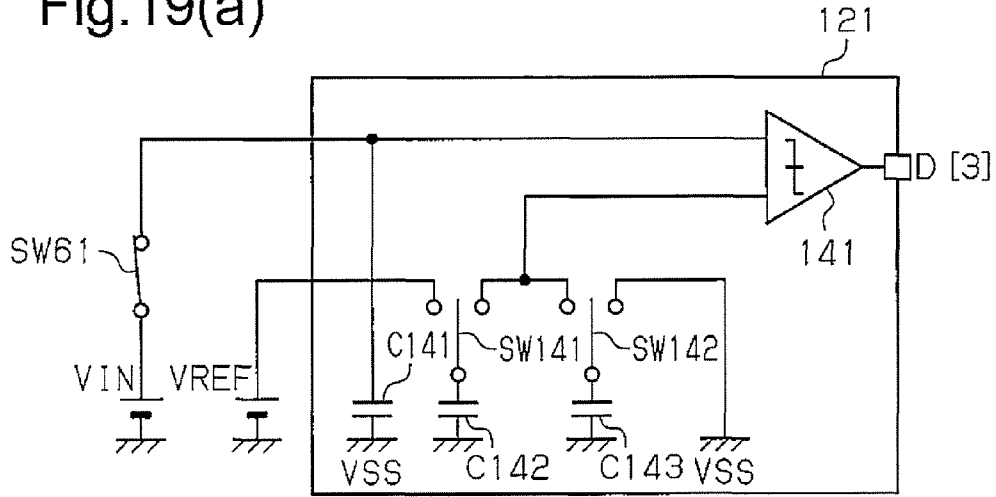 Fig.19(a)
121
D [3]
141
SW61
C141
SW141
SW142
VIN
VREF
VSS
C142
C143
VSS